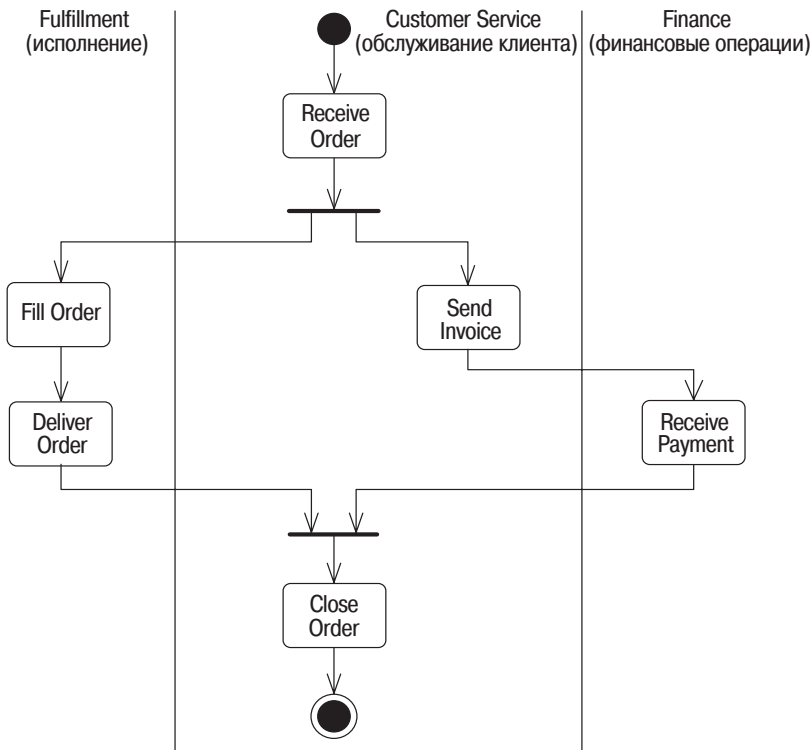 Fulfillment
(исполнение)
Customer Service
(обслуживание клиента)
Finance
(финансовые операции)
Receive
Order
Fill Order
Send
Invoice
Deliver
Order
Receive
Payment
Close
Order